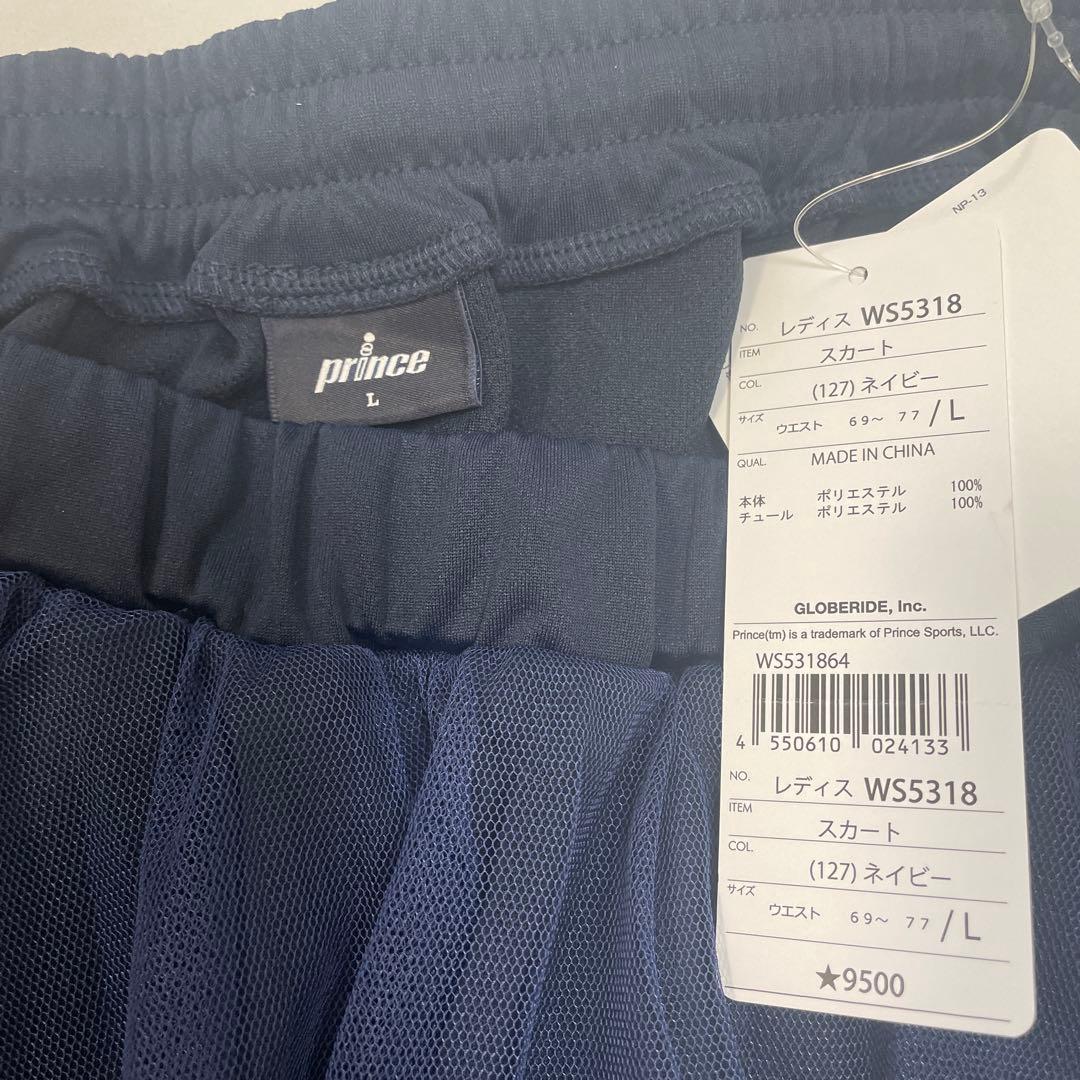 prince
L
NP-13
NO. レディス WS5318
ITEM スカート
COL. (127) ネイビー
サイズ ウエスト 69〜 77 / L
QUAL. MADE IN CHINA
本体 ポリエステル 100%
チュール ポリエステル 100%
GLOBERIDE, Inc.
Prince(tm) is a trademark of Prince Sports, LLC.
WS531864
4 550610 024133
NO. レディス WS5318
ITEM スカート
COL. (127) ネイビー
サイズ ウエスト 69〜 77 / L
★9500